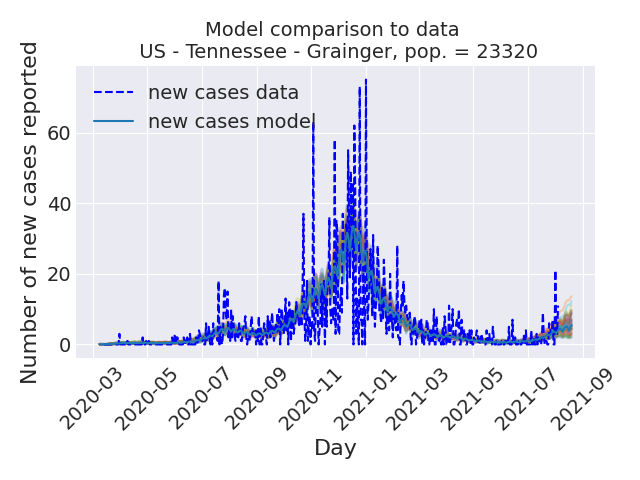 Model comparison to data
US - Tennessee - Grainger, pop. = 23320
Number of new cases reported
new cases data
new cases model
60
40
20
0
2020-03
2020-05
2020-07
2020-09
2020-11
2021-01
2021-03
2021-05
2021-07
2021-09
Day